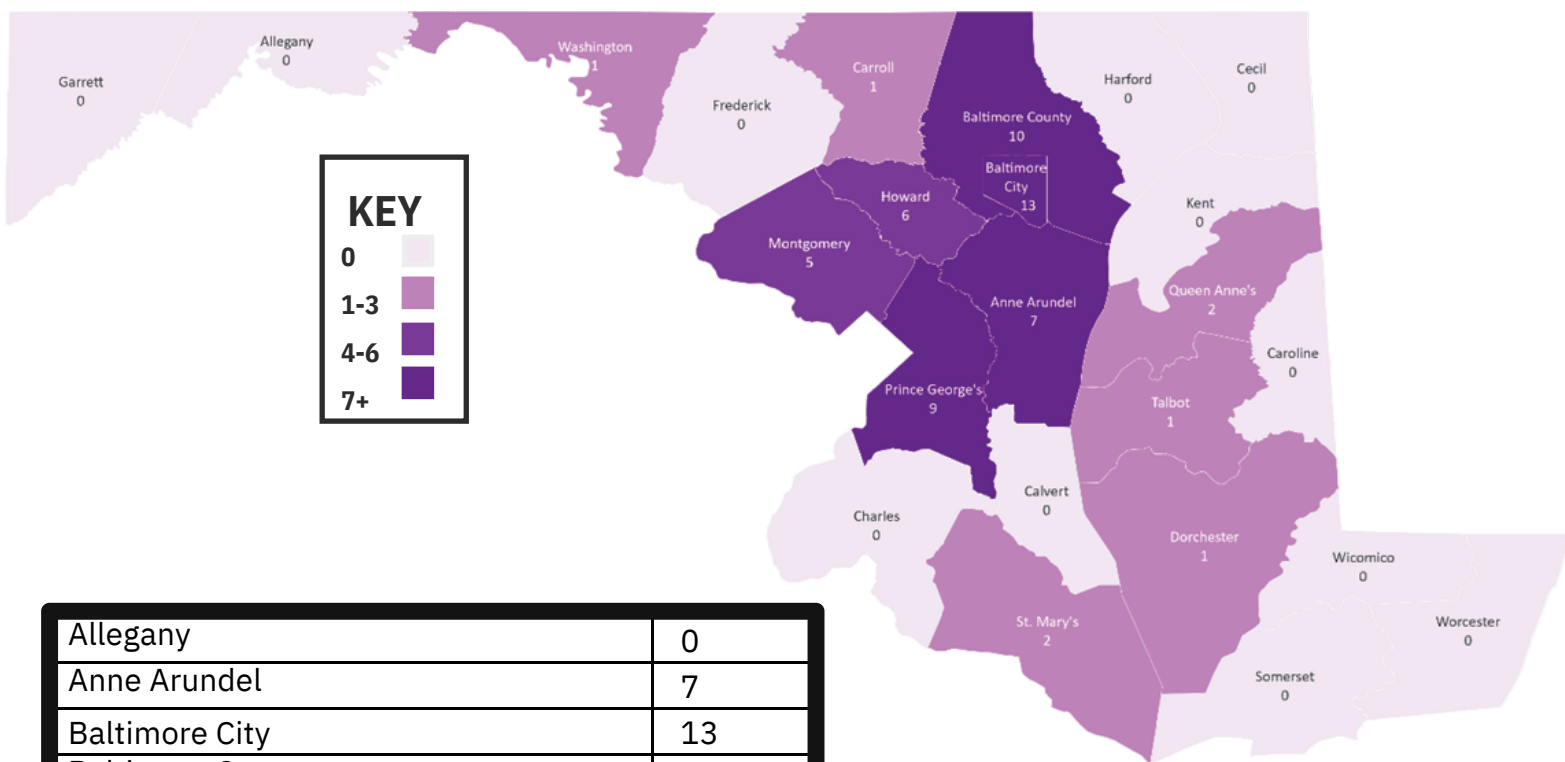 Garrett
0
Allegany
0
Washington
1
Frederick
0
Carroll
1
Baltimore County
10
Baltimore
City
13
Harford
0
Cecil
0
Howard
6
Montgomery
5
Kent
0
Queen Anne's
2
Anne Arundel
7
Caroline
0
Prince George's
9
Talbot
1
Calvert
0
Charles
0
Dorchester
1
St. Mary's
2
Wicomico
0
Worcester
0
Somerset
0
KEY
0
1-3
4-6
7+
Allegany 0
Anne Arundel 7
Baltimore City 13